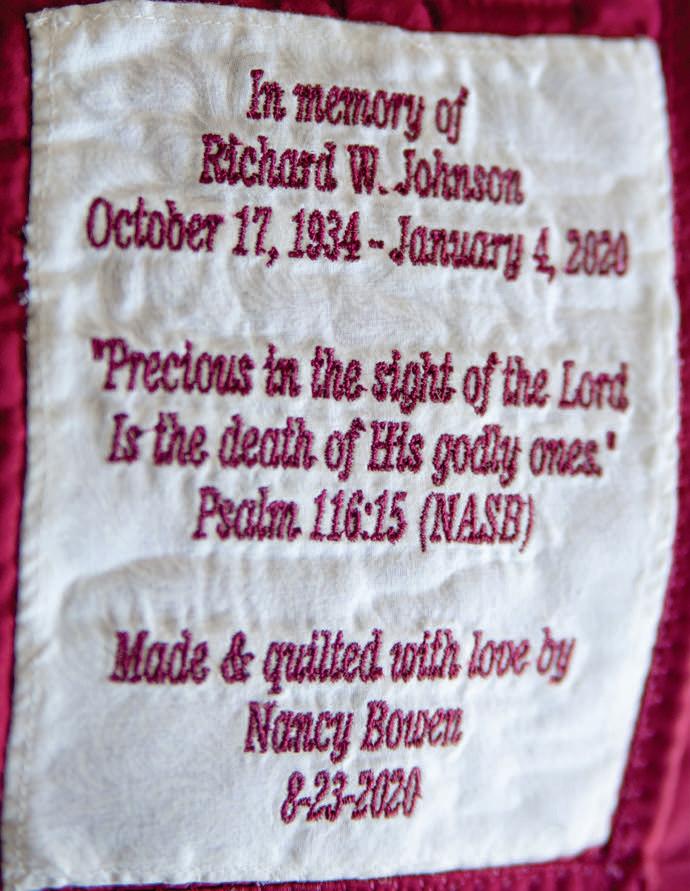 In memory of
Richard W. Johnson
October 17, 1934 - January 4, 2020
"Precious in the sight of the Lord
Is the death of His godly ones."
Psalm 116:15 (NASB)
Made & quilted with love by
Nancy Bowen
8-23-2020